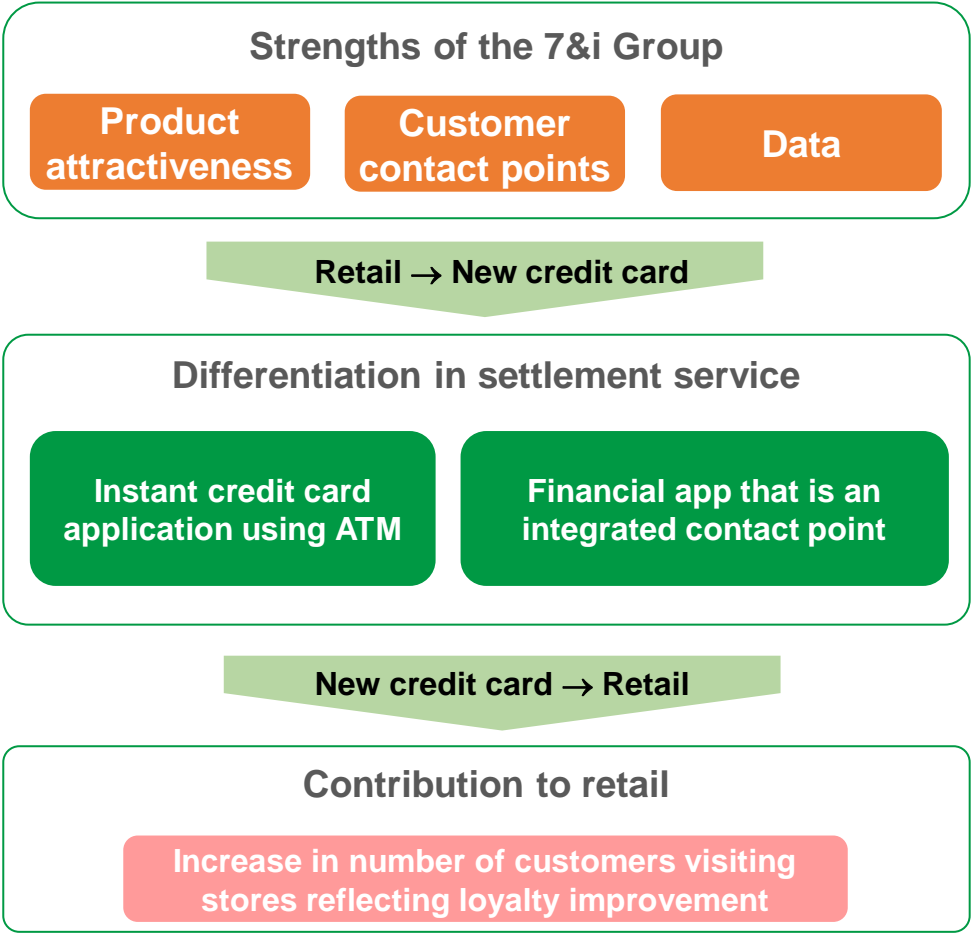 Strengths of the 7&i Group
Product
attractiveness
Customer
contact points
Data
Retail → New credit card
Differentiation in settlement service
Instant credit card
application using ATM
Financial app that is an
integrated contact point
New credit card → Retail
Contribution to retail
Increase in number of customers visiting
stores reflecting loyalty improvement